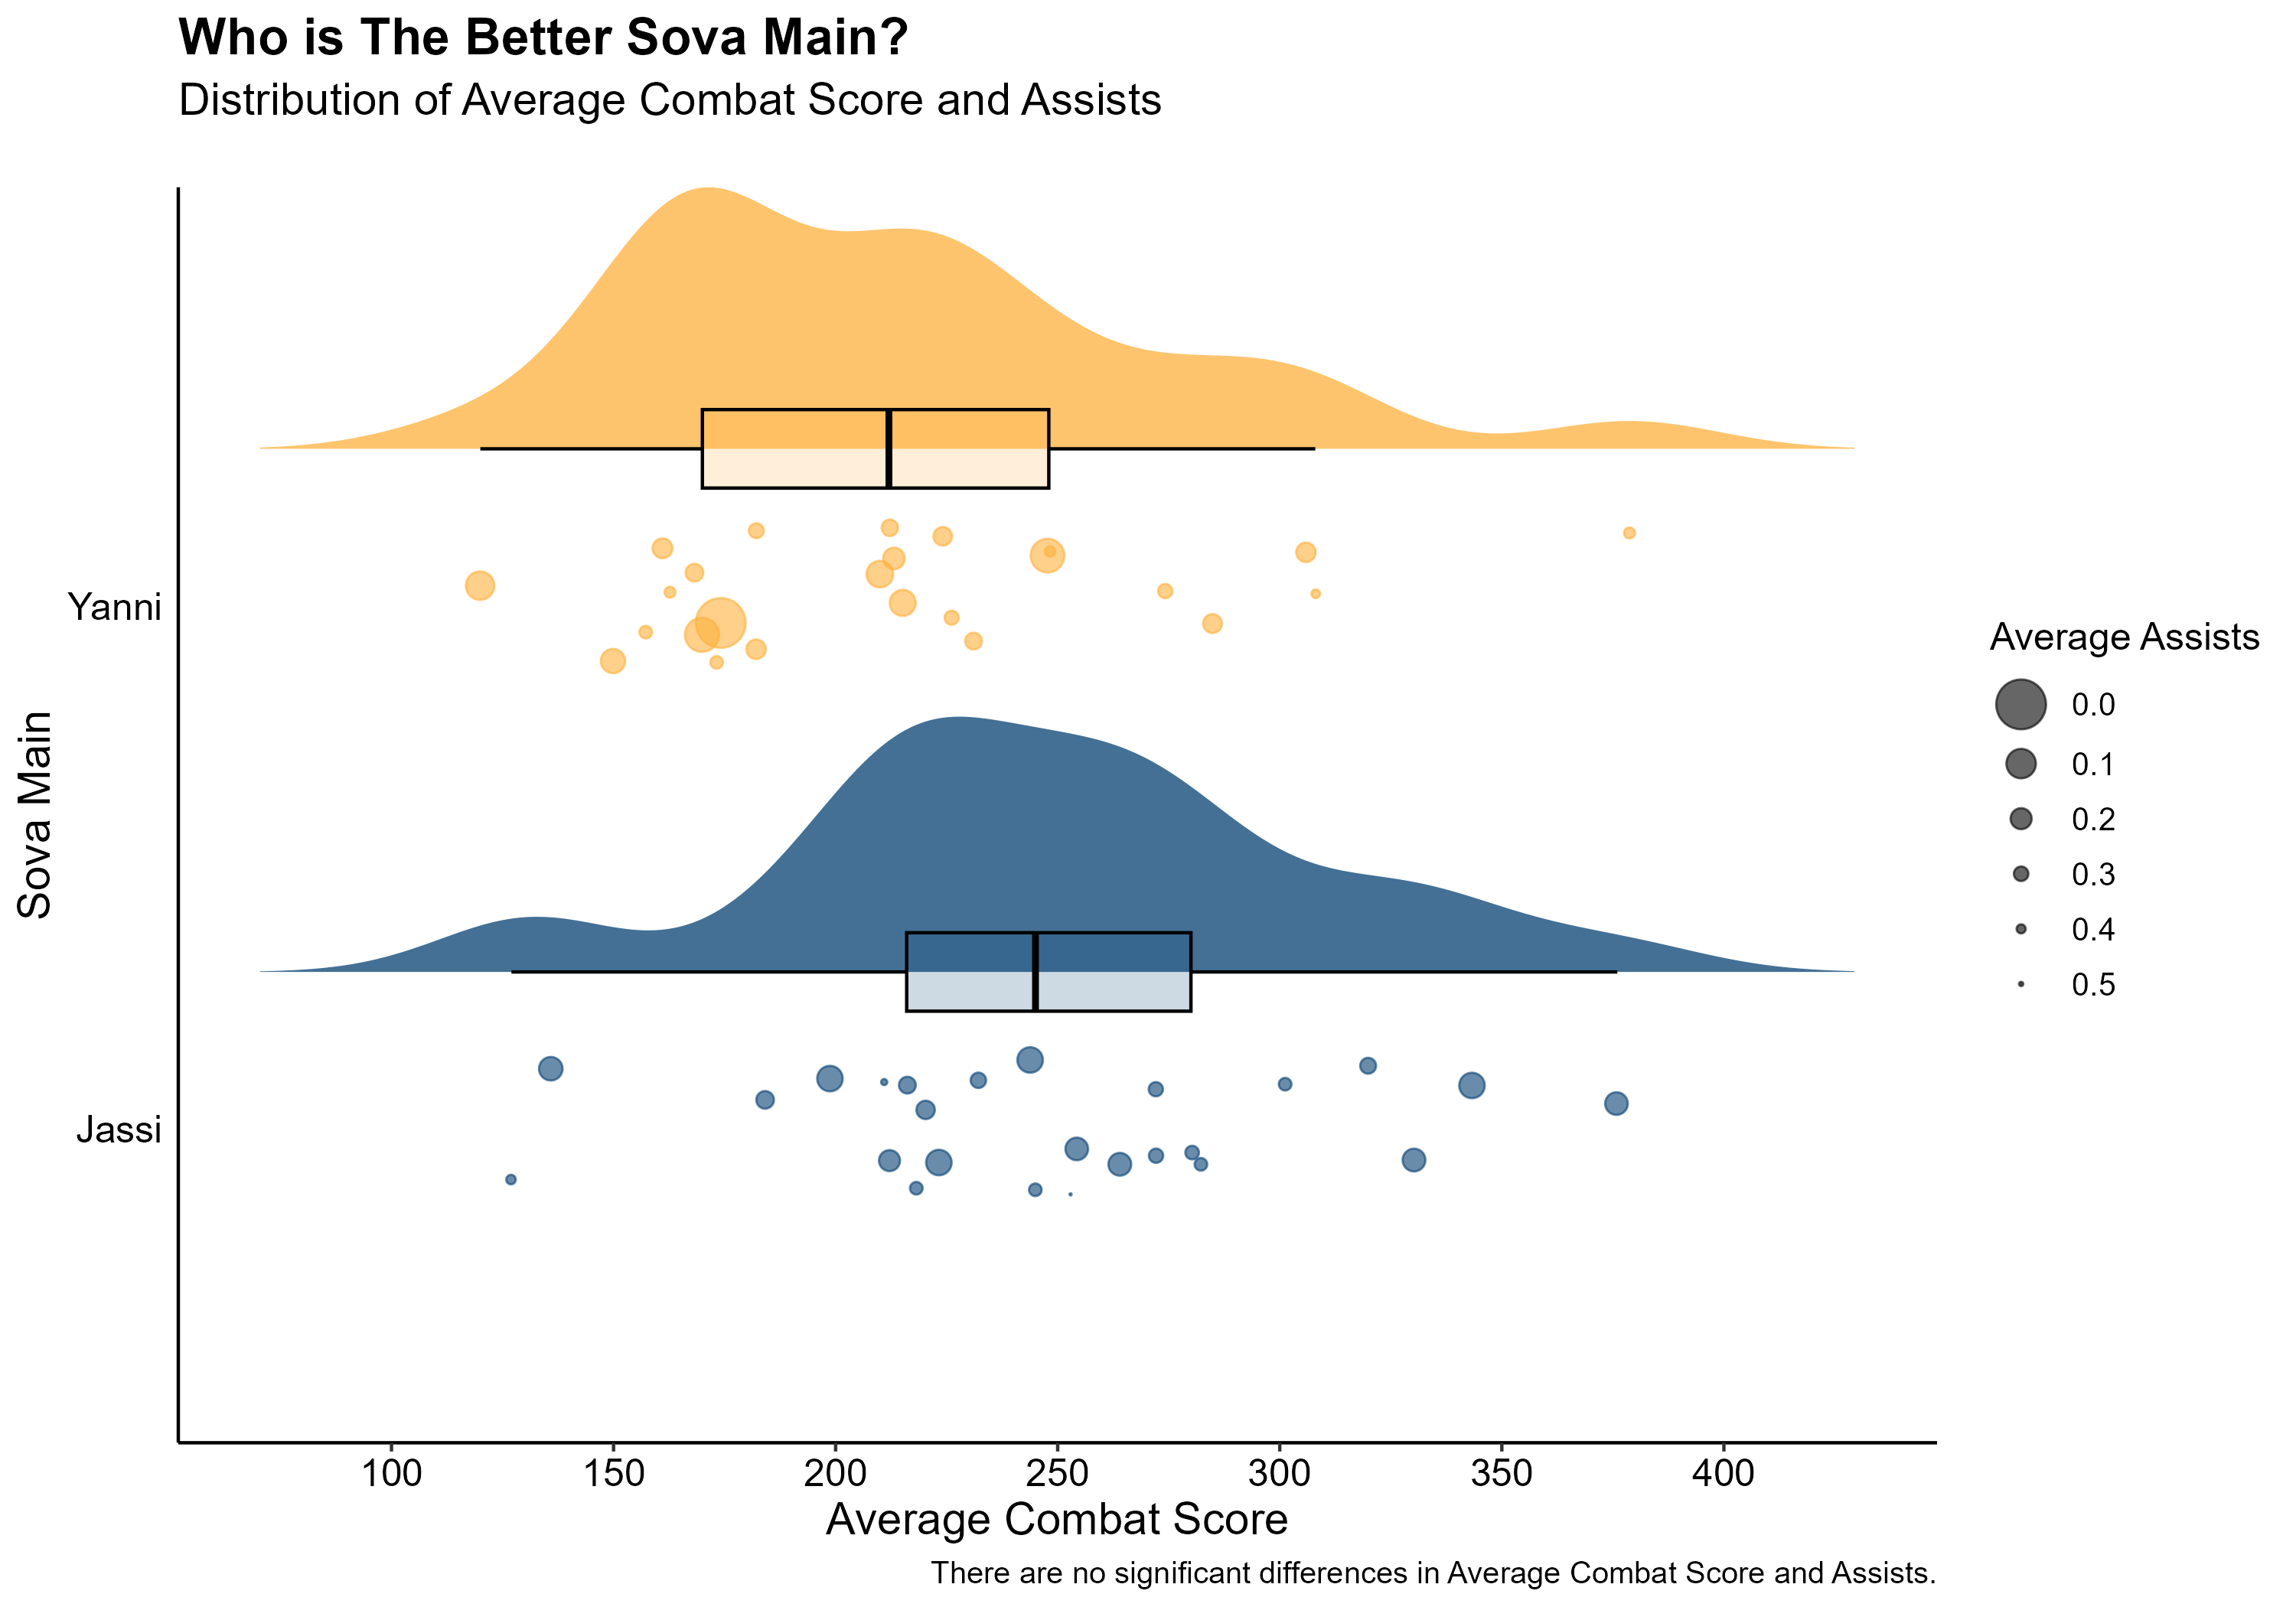 Who is The Better Sova Main?
Distribution of Average Combat Score and Assists
Yanni
Jassi
Sova Main
Average Assists
0.0
0.1
0.2
0.3
0.4
0.5
100 150 200 250 300 350 400
Average Combat Score
There are no significant differences in Average Combat Score and Assists.